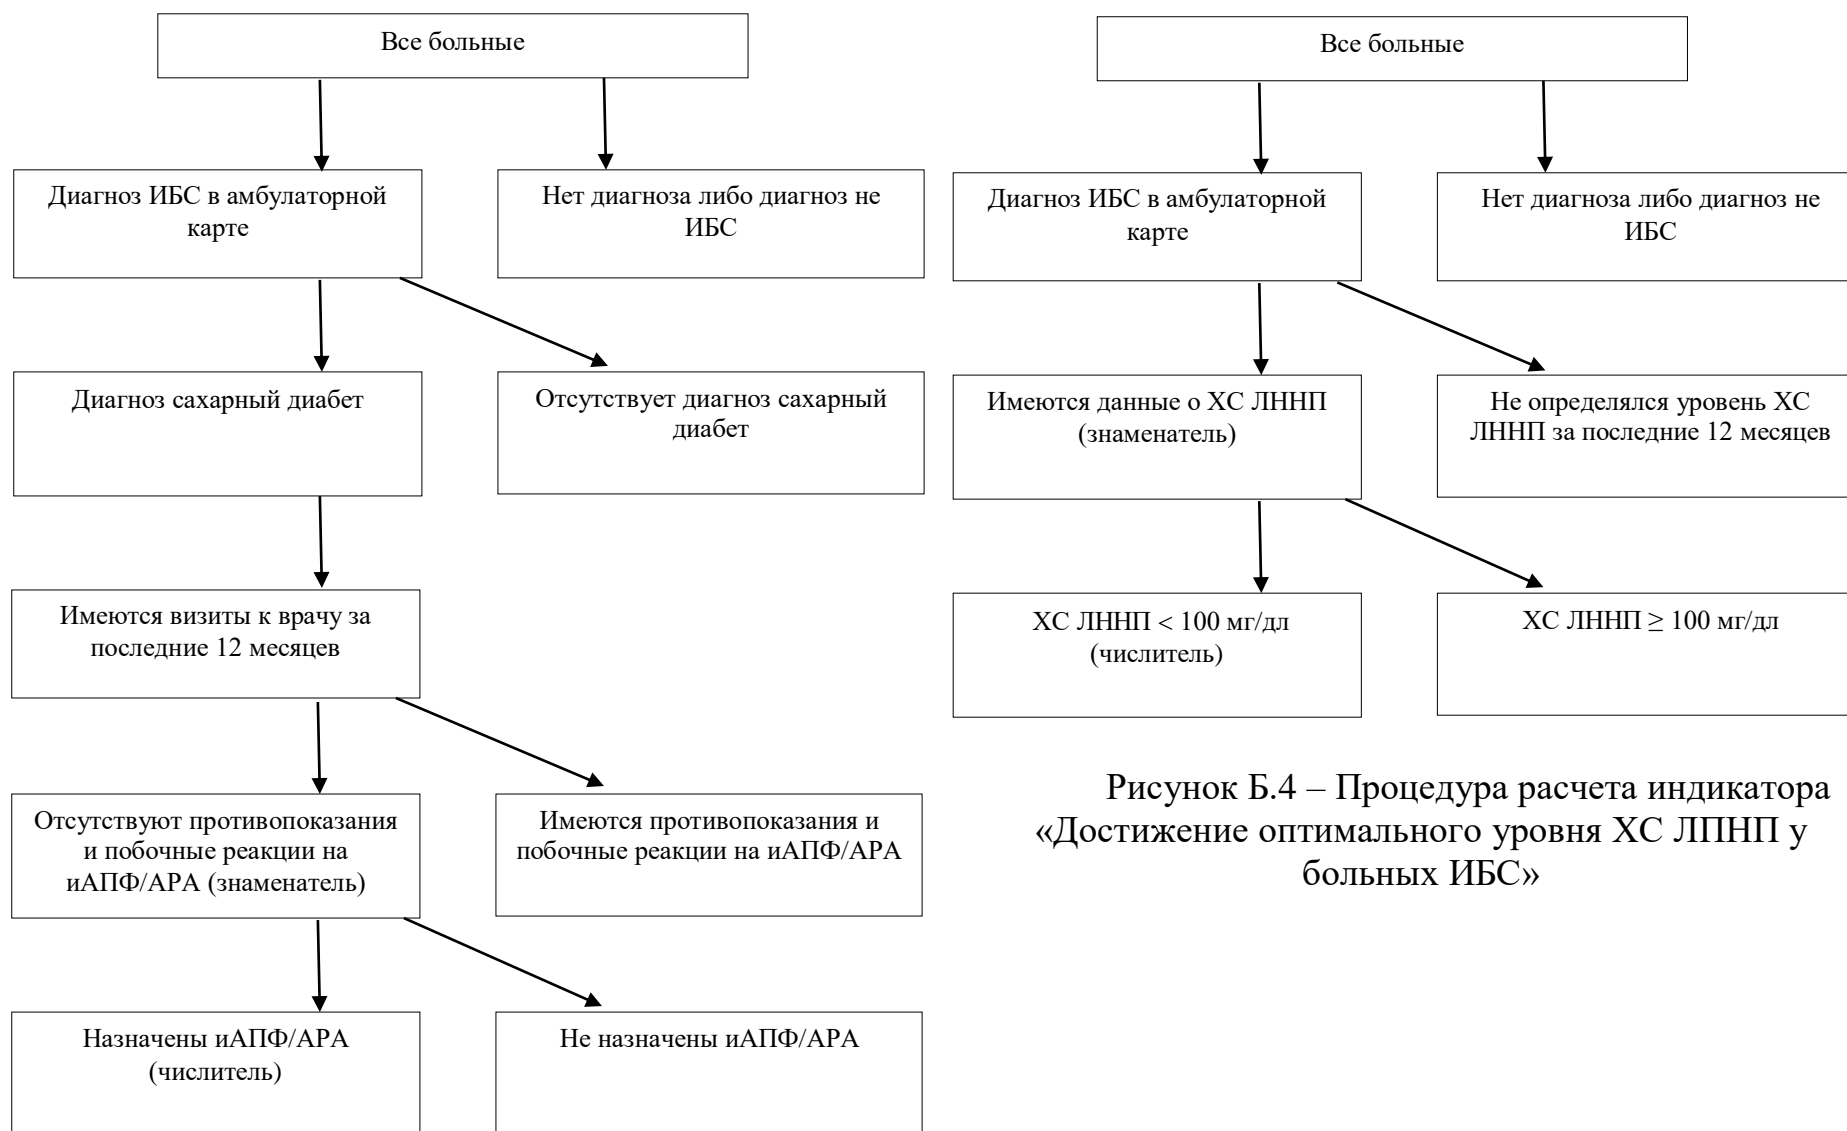 Все больные
Диагноз ИБС в амбулаторной
карте
Нет диагноза либо диагноз не
ИБС
Диагноз сахарный диабет
Отсутствует диагноз сахарный
диабет
Имеются визиты к врачу за
последние 12 месяцев
Отсутствуют противопоказания
и побочные реакции на
иАПФ/АРА (знаменатель)
Имеются противопоказания и
побочные реакции на иАПФ/АРА
Назначены иАПФ/АРА
(числитель)
Не назначены иАПФ/АРА
Все больные
Диагноз ИБС в амбулаторной
карте
Нет диагноза либо диагноз не
ИБС
Имеются данные о ХС ЛННП
(знаменатель)
Не определялся уровень ХС
ЛННП за последние 12 месяцев
ХС ЛННП < 100 мг/дл
(числитель)
ХС ЛННП ≥ 100 мг/дл
Рисунок Б.4 – Процедура расчета индикатора
«Достижение оптимального уровня ХС ЛПНП у
больных ИБС»